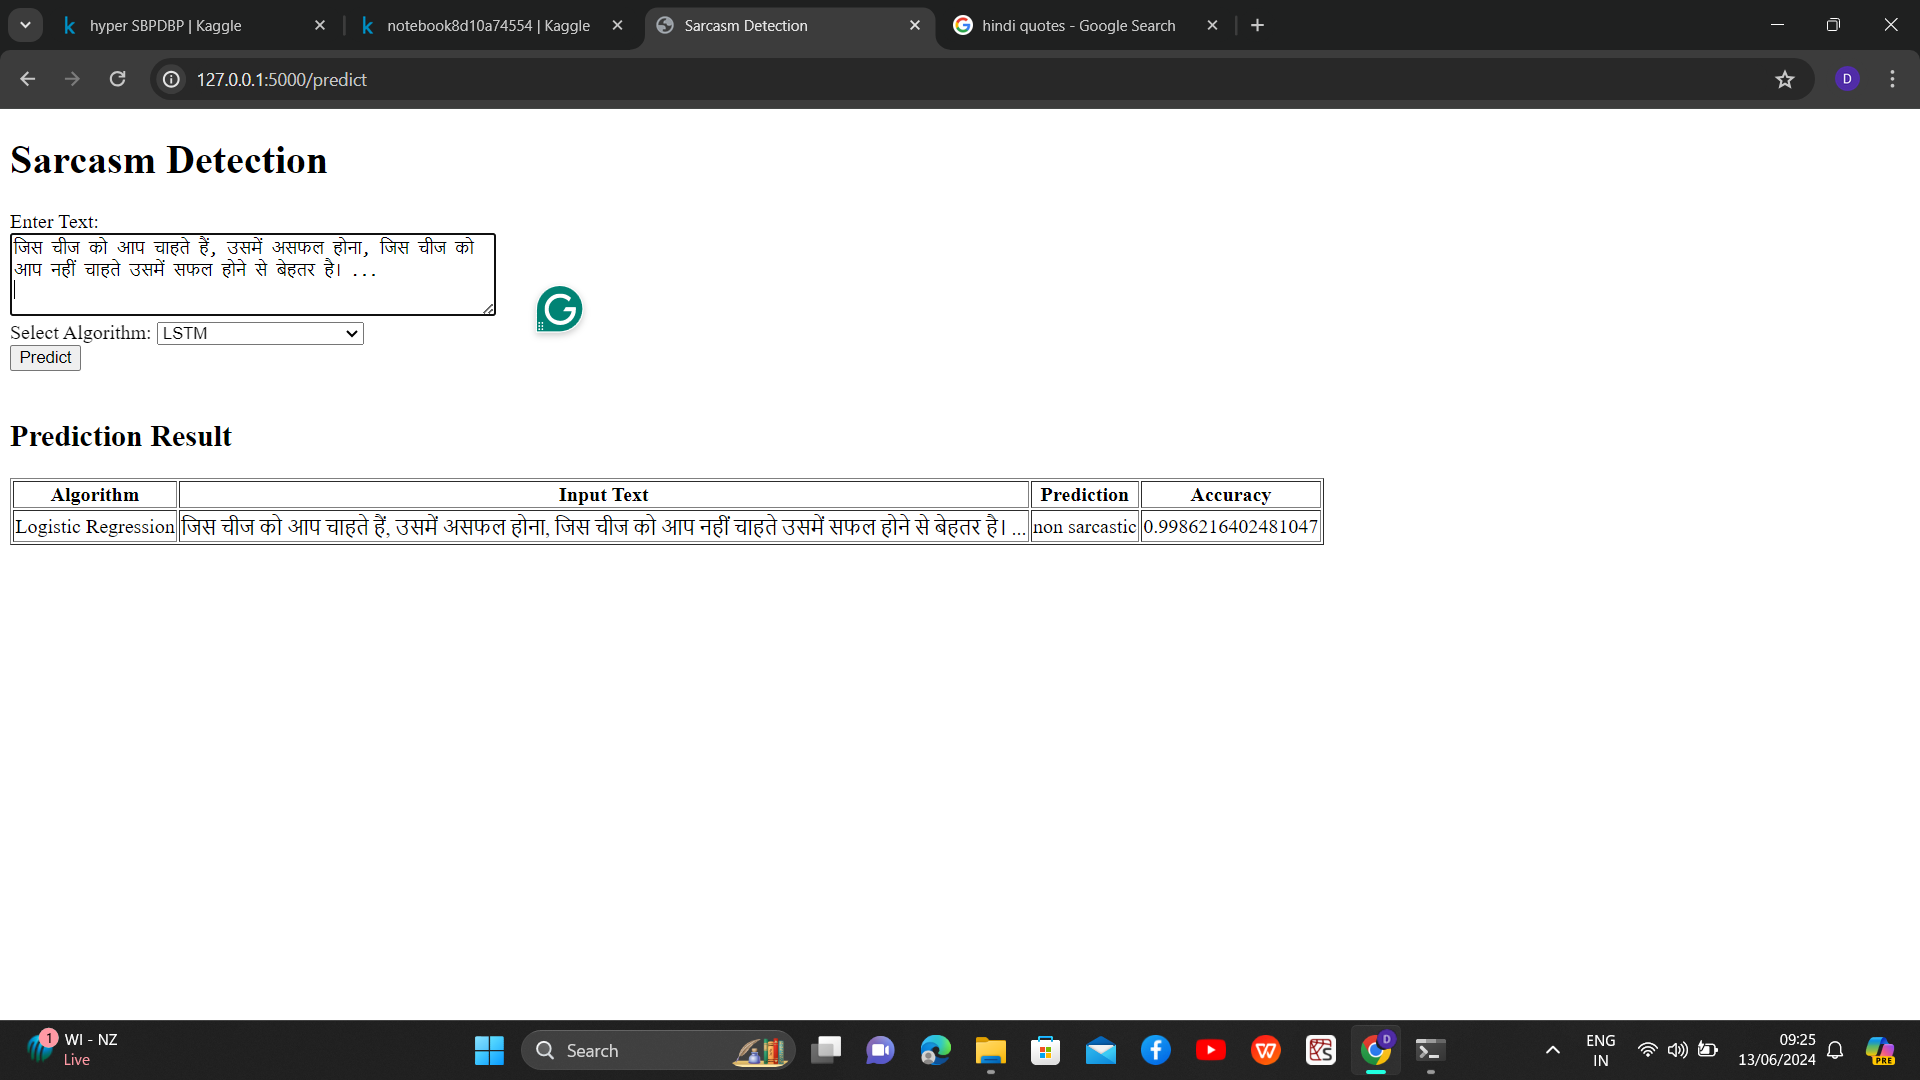 hyper SBPDBP | Kaggle
notebook8d10a74554 | Kaggle
Sarcasm Detection
hindi quotes - Google Search
127.0.0.1:5000/predict
D
Sarcasm Detection
Enter Text:
जिस चीज को आप चाहते हैं, उसमें असफल होना, जिस चीज को
आप नहीं चाहते उसमें सफल होने से बेहतर है। ...
Select Algorithm: LSTM
Predict
Prediction Result
Algorithm Input Text Prediction Accuracy
Logistic Regression जिस चीज को आप चाहते हैं, उसमें असफल होना, जिस चीज को आप नहीं चाहते उसमें सफल होने से बेहतर है। ... non sarcastic 0.9986216402481047
1 WI - NZ
Live
Search
D
ENG
IN
09:25
13/06/2024
PRE